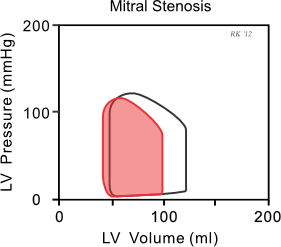 Mitral Stenosis
200
RK '12
LV Pressure (mmHg)
100
0
0
100
200
LV Volume (ml)